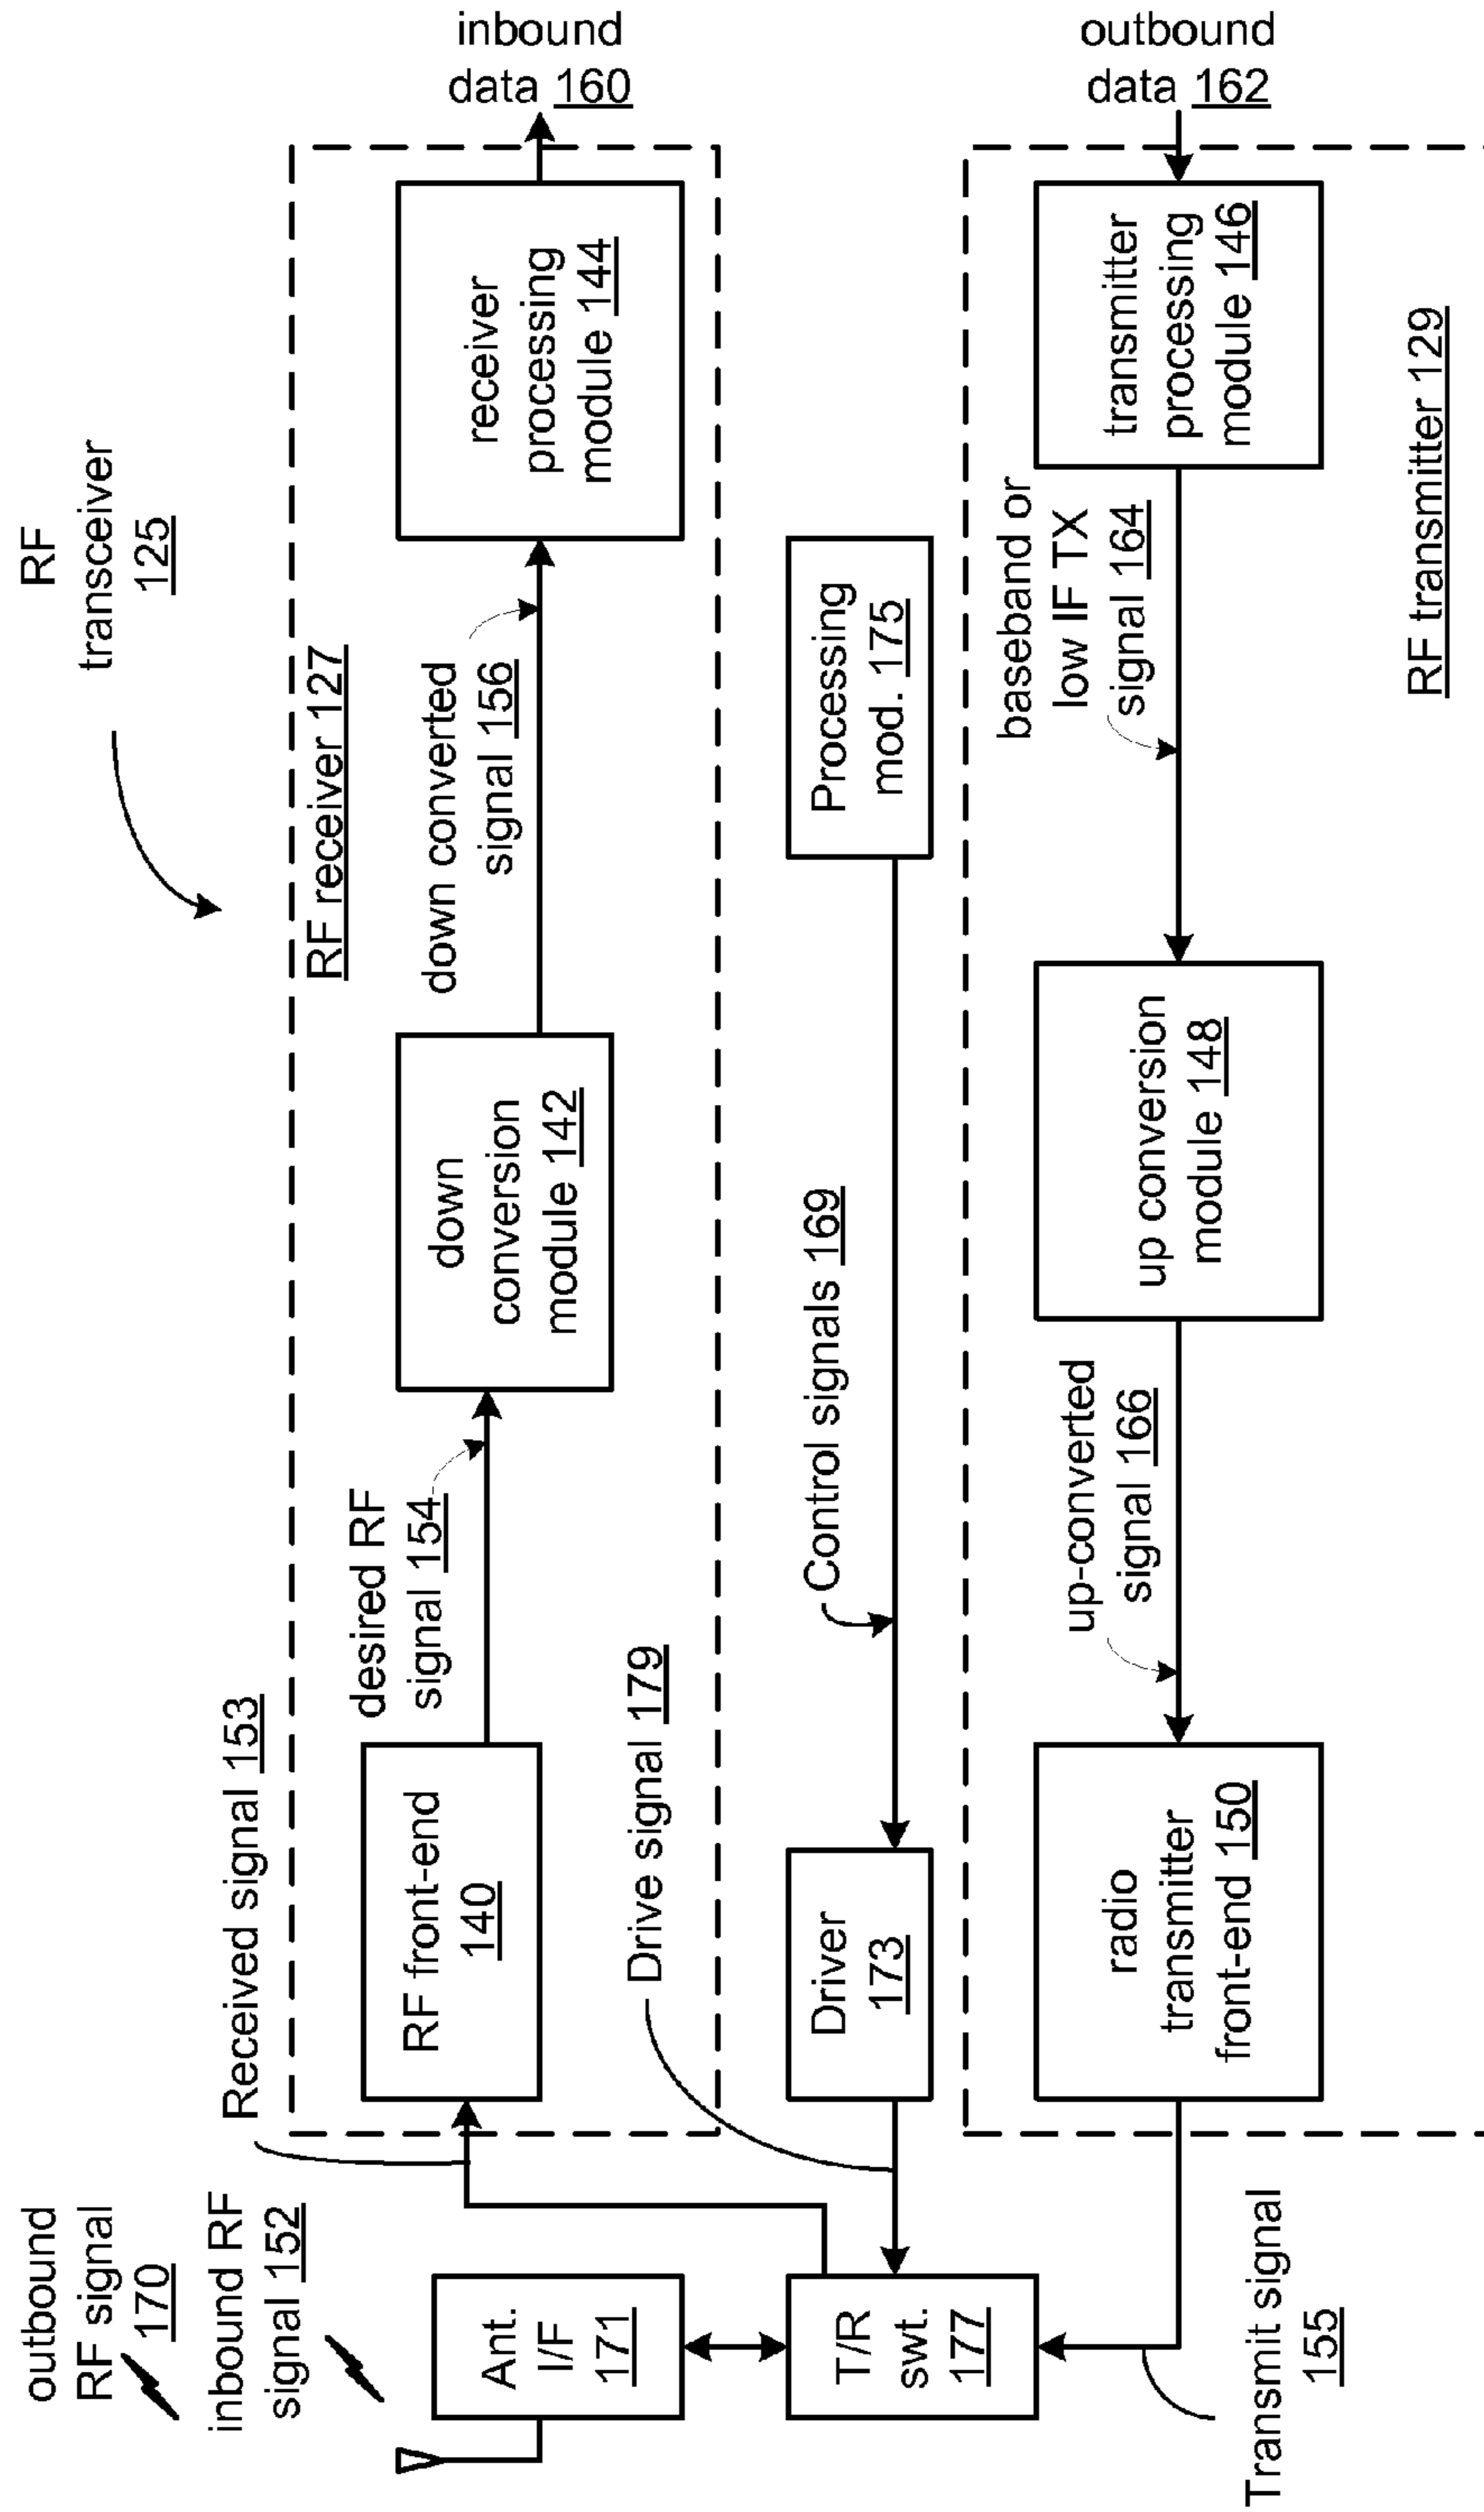 RF
transceiver
125
outbound
RF signal
170
inbound RF
signal 152
Received signal 153
RF receiver 127
desired RF
signal 154
down converted
signal 156
inbound
data 160
RF front-end
140
down
conversion
module 142
receiver
processing
module 144
Ant.
I/F
171
Drive signal 179
Control signals 169
T/R
swt.
177
Driver
173
Processing
mod. 175
up-converted
signal 166
baseband or
low IF TX
signal 164
outbound
data 162
radio
transmitter
front-end 150
up conversion
module 148
transmitter
processing
module 146
Transmit signal
155
RF transmitter 129